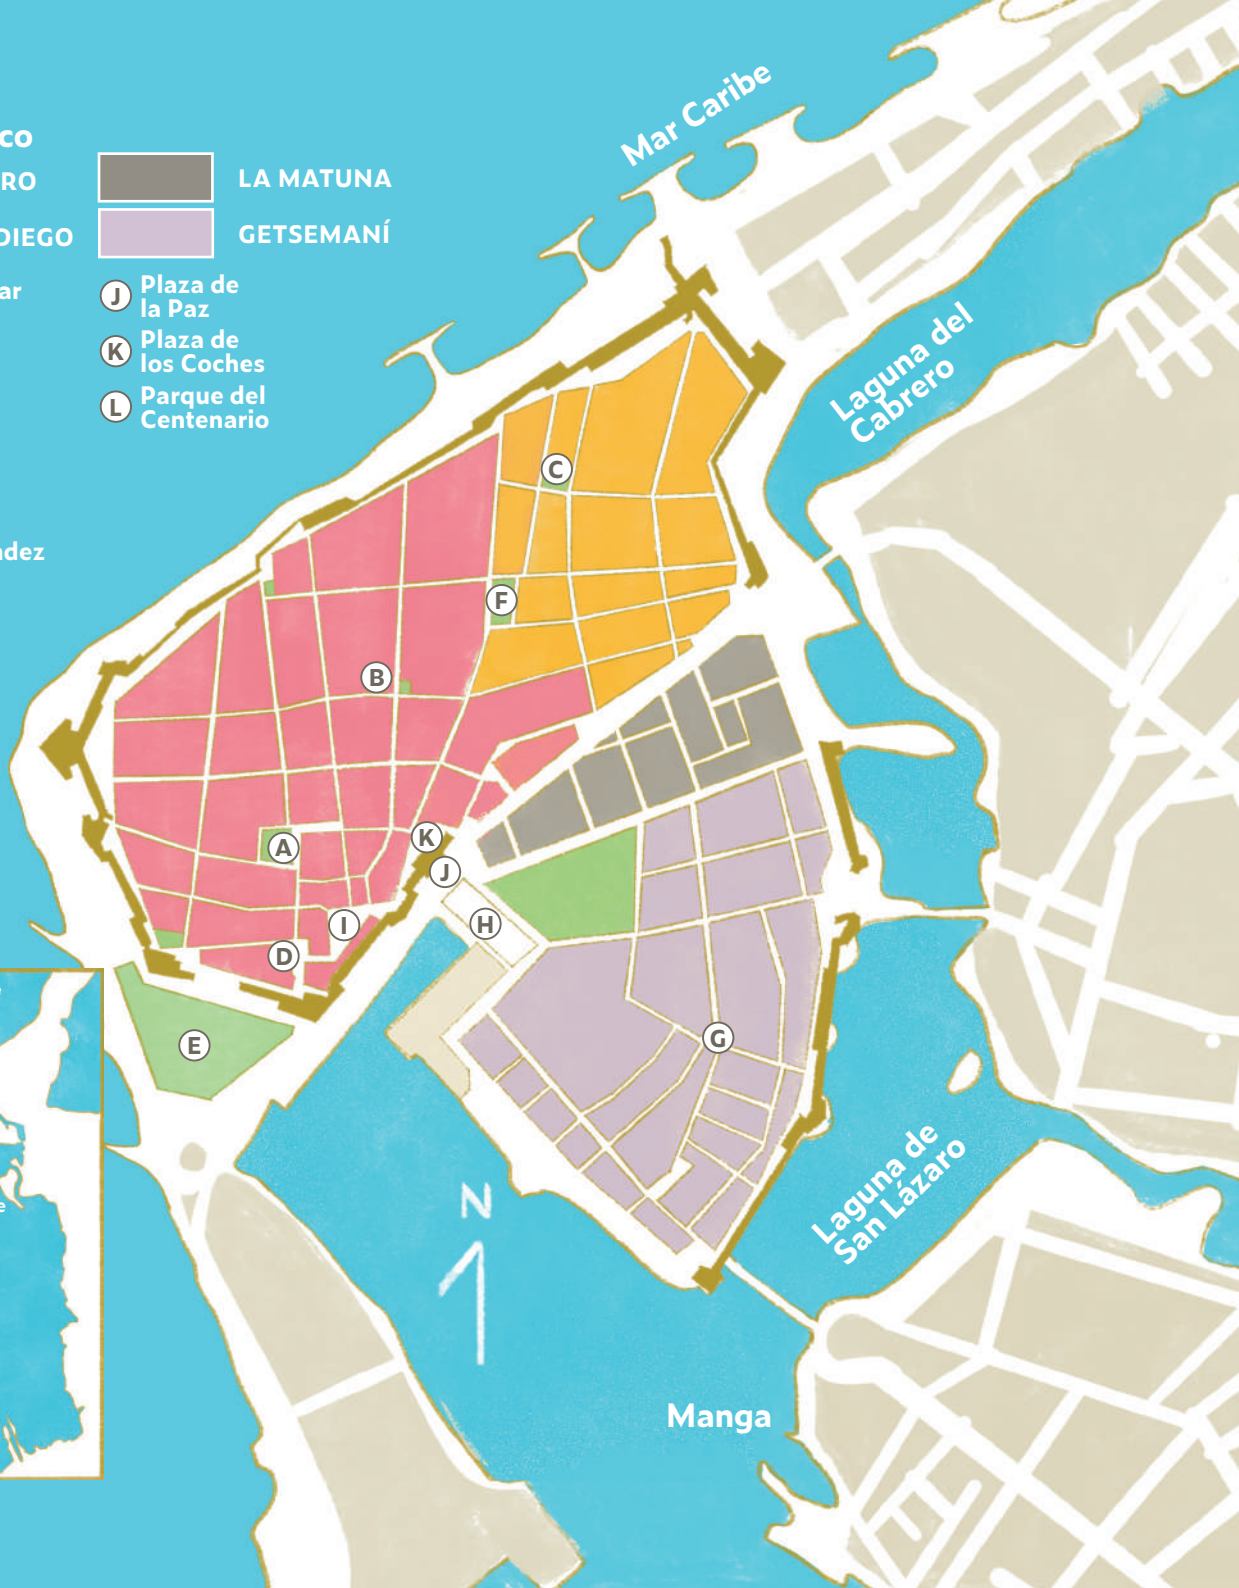 Mar Caribe
CO
RO
LA MATUNA
DIEGO
GETSEMANÍ
ar
J Plaza de
la Paz
K Plaza de
los Coches
L Parque del
Centenario
Laguna del
Cabrero
C
dez
F
B
K
A
J
I
H
D
E
G
Laguna de
San Lázaro
N
Manga
e